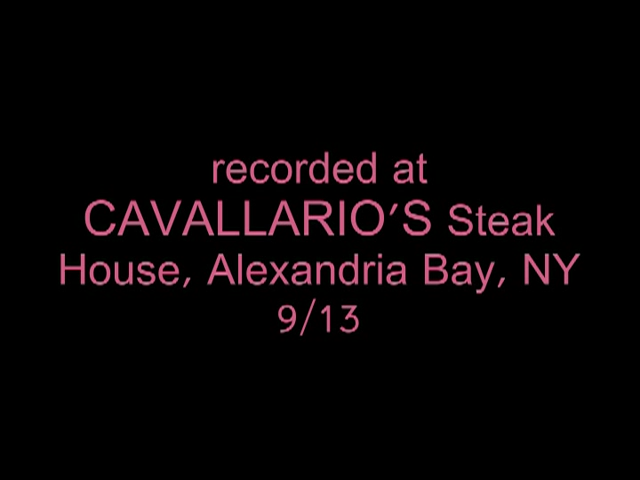 recorded at
CAVALLARIO'S Steak
House, Alexandria Bay, NY
9/13